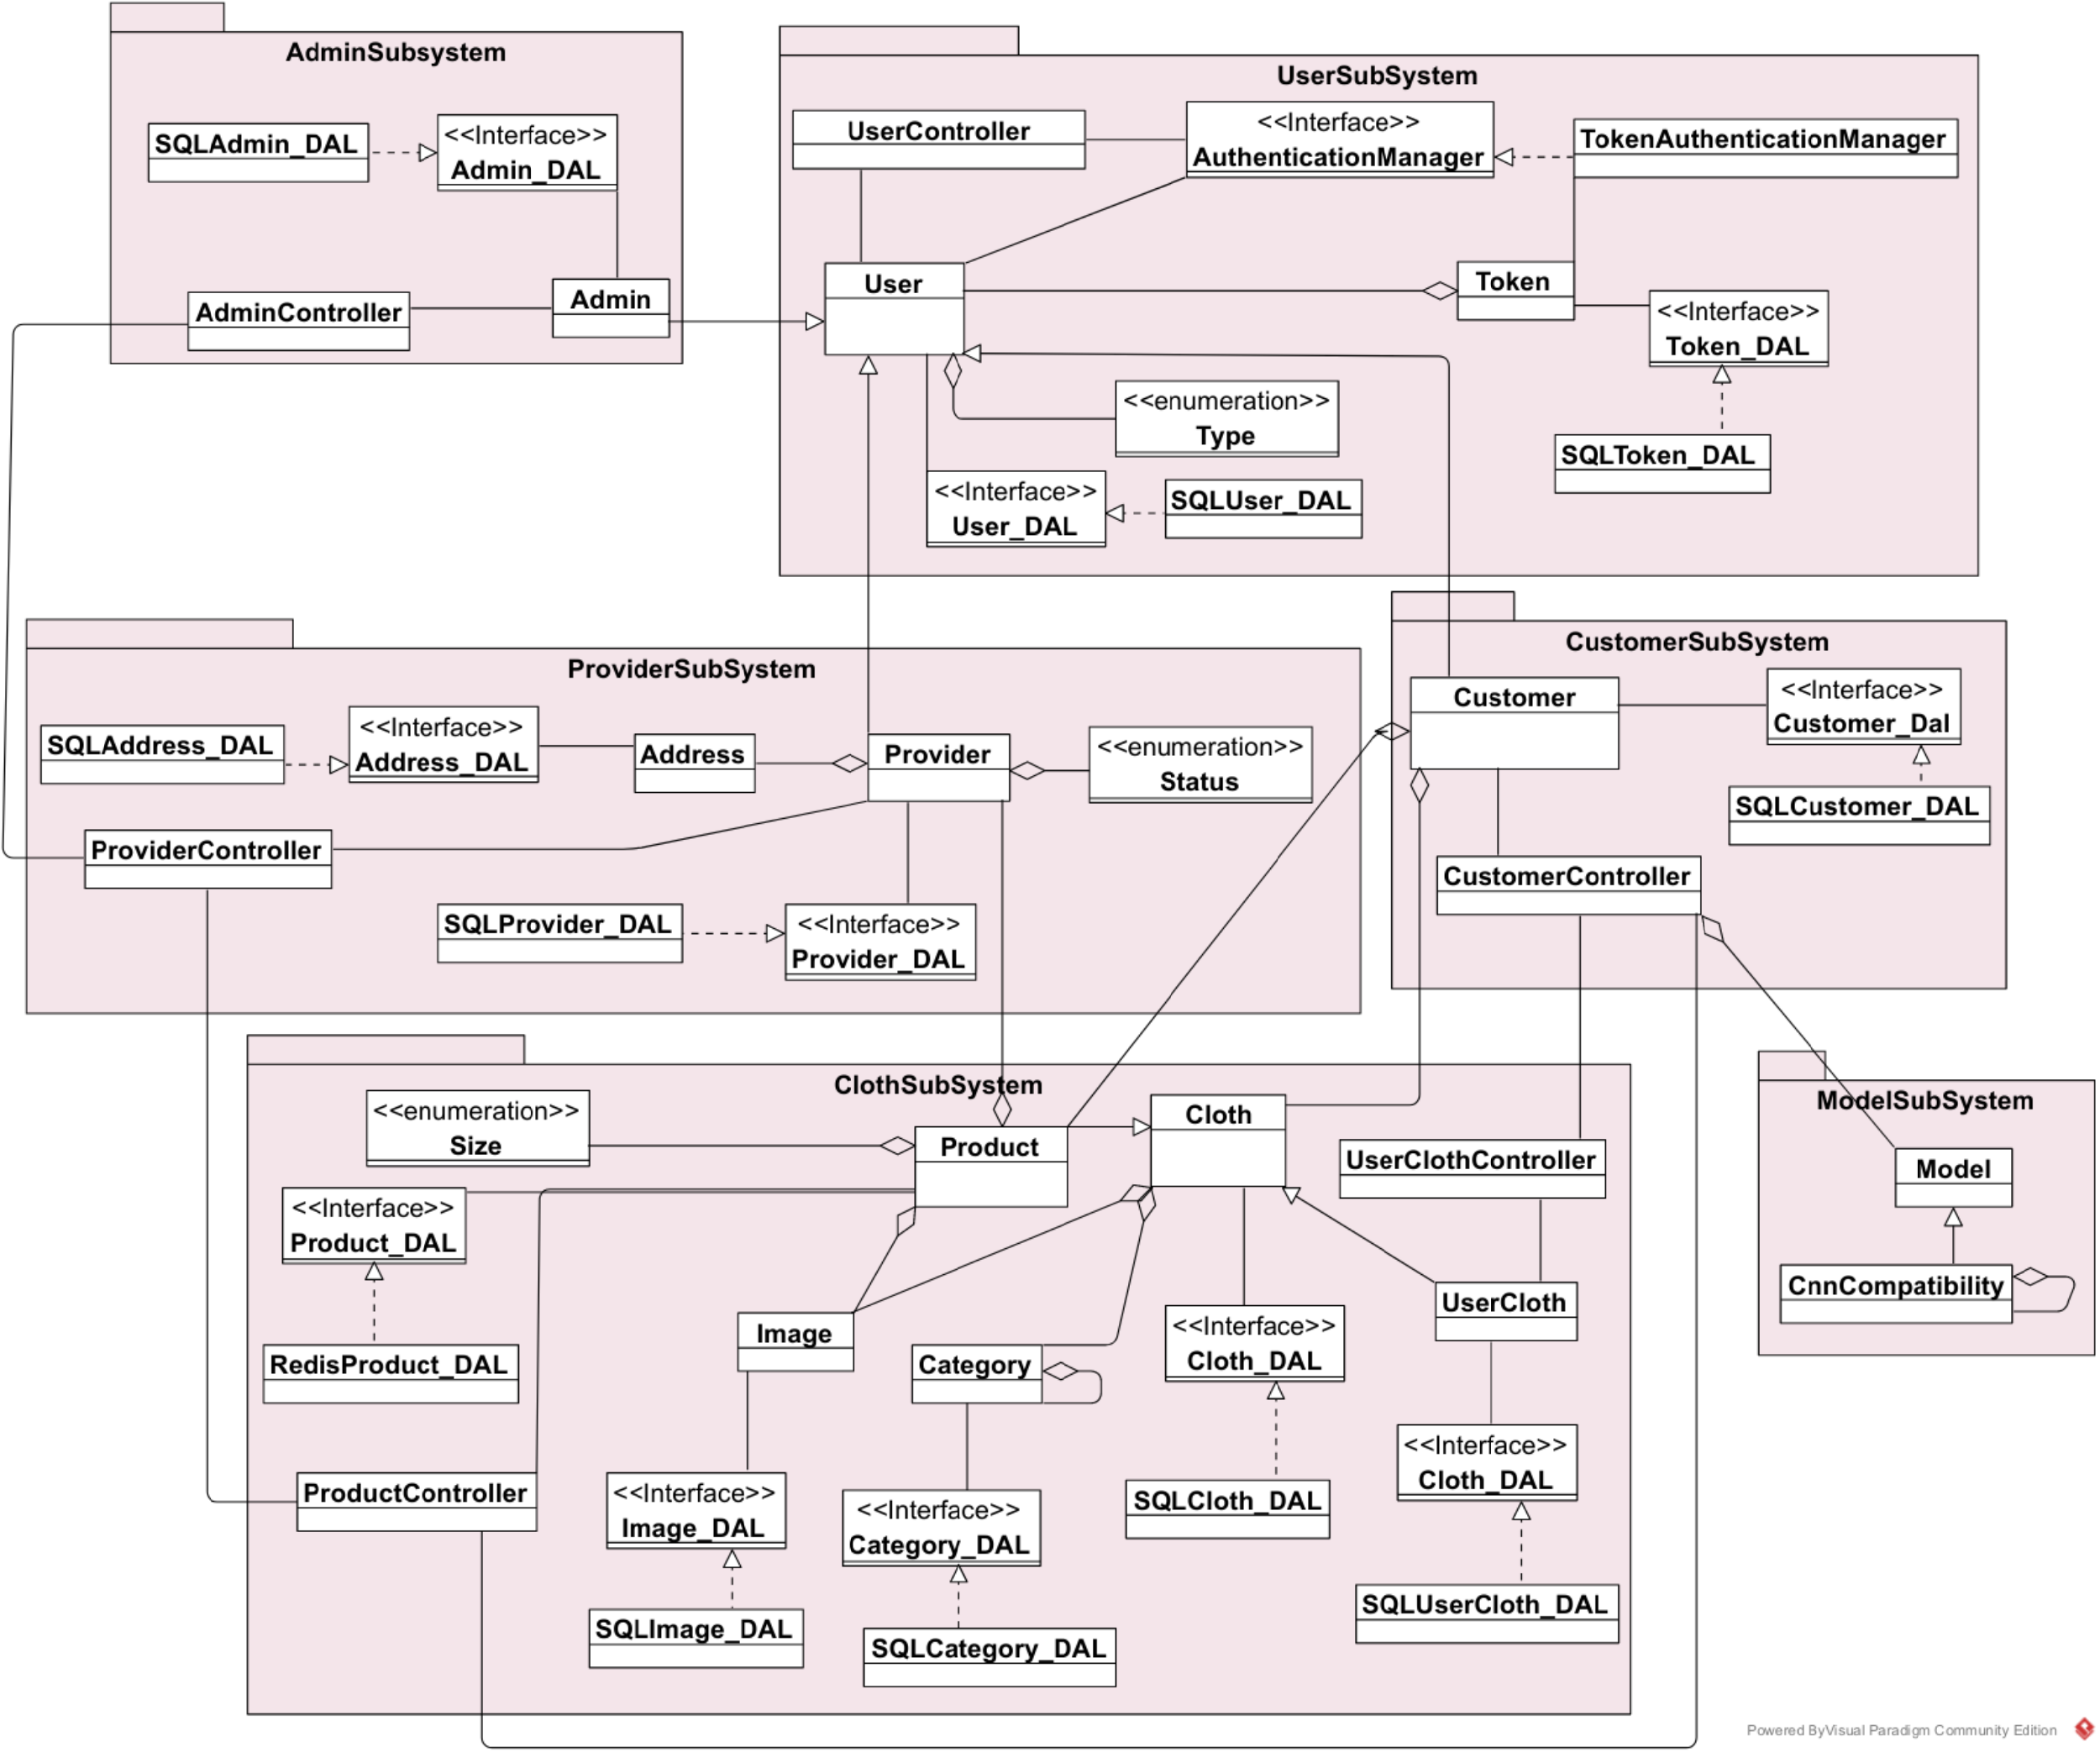 AdminSubsystem
SQLAdmin_DAL
<<Interface>>
Admin_DAL
AdminController
Admin
UserSubSystem
UserController
<<Interface>>
AuthenticationManager
TokenAuthenticationManager
User
Token
<<Interface>>
Token_DAL
<<enumeration>>
Type
SQLToken_DAL
<<Interface>>
User_DAL
SQLUser_DAL
ProviderSubSystem
SQLAddress_DAL
<<Interface>>
Address_DAL
Address
Provider
<<enumeration>>
Status
ProviderController
SQLProvider_DAL
<<Interface>>
Provider_DAL
CustomerSubSystem
Customer
<<Interface>>
Customer_Dal
SQLCustomer_DAL
CustomerController
ClothSubSystem
<<enumeration>>
Size
Product
Cloth
UserClothController
<<Interface>>
Product_DAL
RedisProduct_DAL
Image
Category
<<Interface>>
Cloth_DAL
UserCloth
ProductController
<<Interface>>
Image_DAL
<<Interface>>
Category_DAL
SQLCloth_DAL
<<Interface>>
Cloth_DAL
SQLImage_DAL
SQLCategory_DAL
SQLUserCloth_DAL
ModelSubSystem
Model
CnnCompatibility
Powered ByVisual Paradigm Community Edition